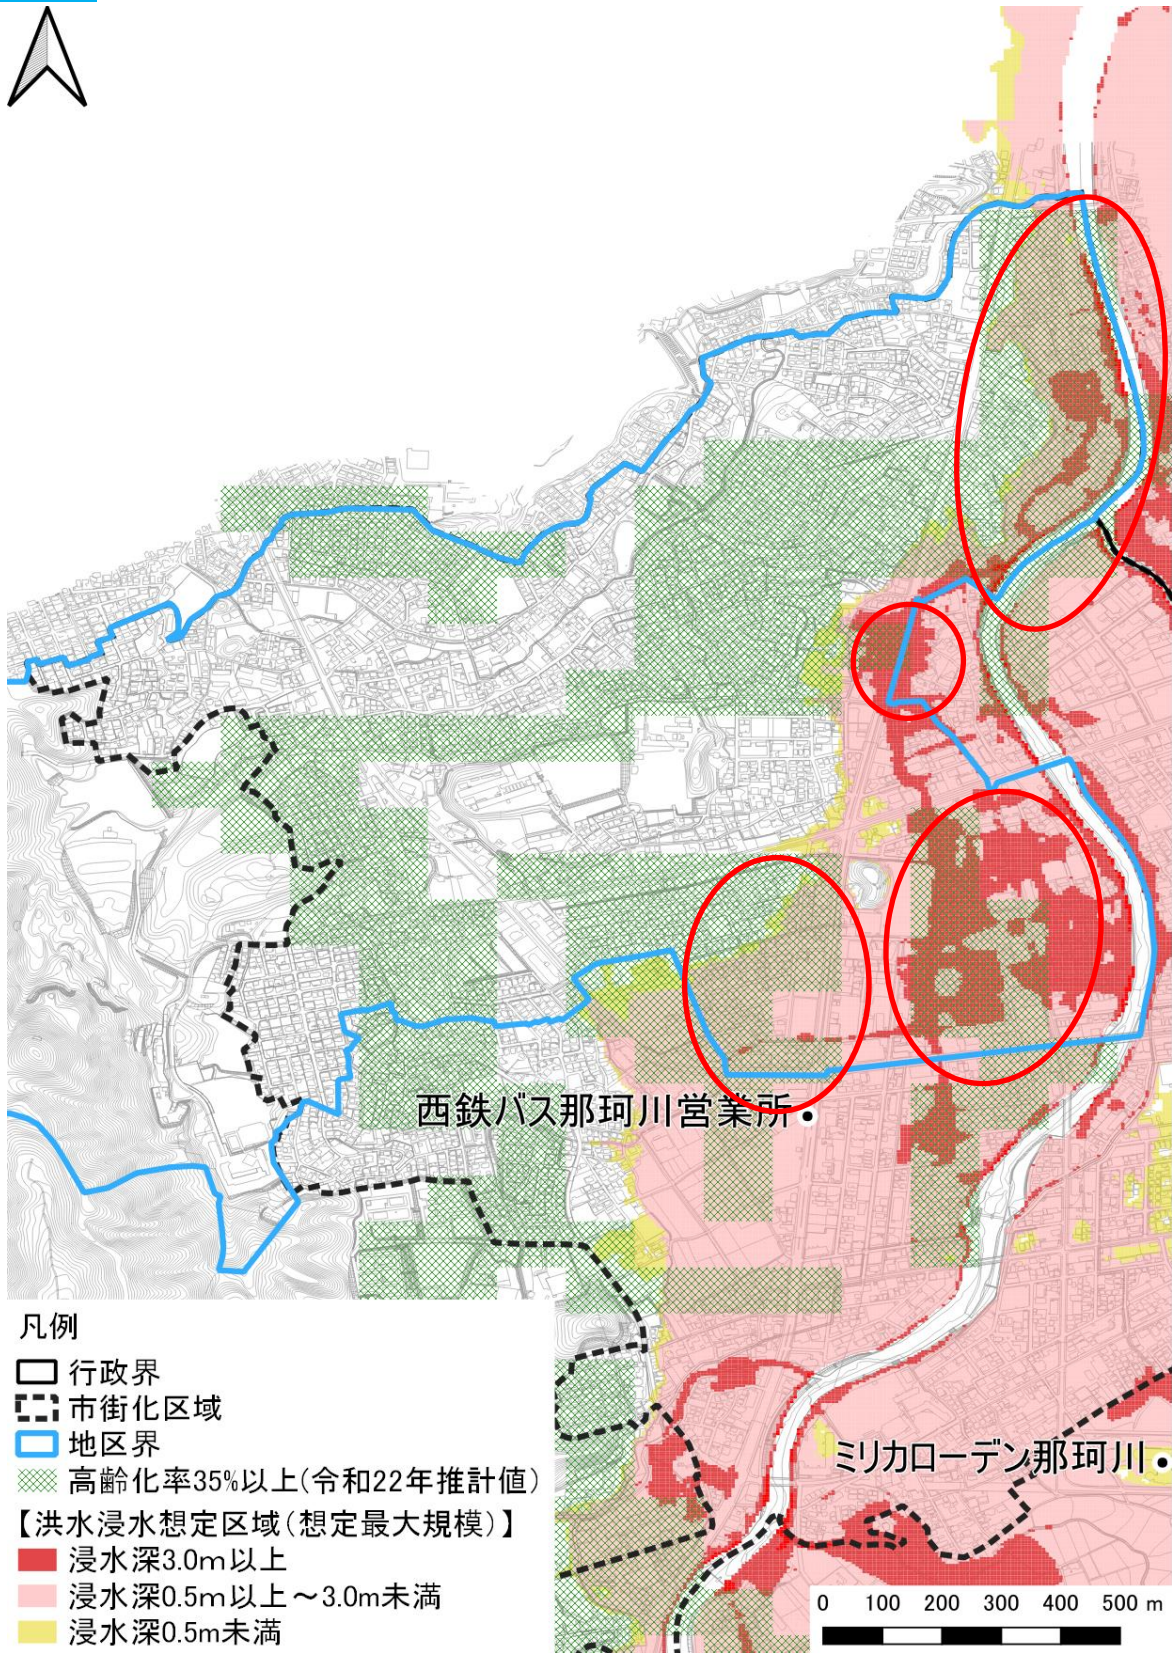 西鉄バス那珂川営業所
凡例
行政界
市街化区域
地区界
高齢化率35%以上(令和22年推計値)
【洪水浸水想定区域(想定最大規模)】
浸水深3.0m以上
浸水深0.5m以上~3.0m未満
浸水深0.5m未満
ミリカローデン那珂川
0 100 200 300 400 500 m